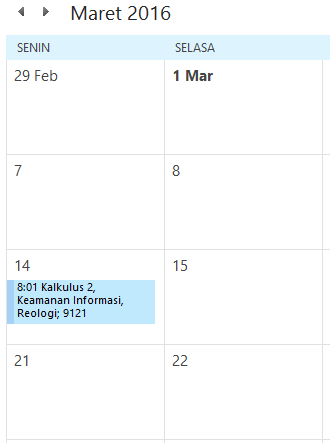 Maret 2016
SENIN SELASA
29 Feb 1 Mar
7 8
14 15
8:01 Kalkulus 2,
Keamanan Informasi,
Reologi; 9121
21 22